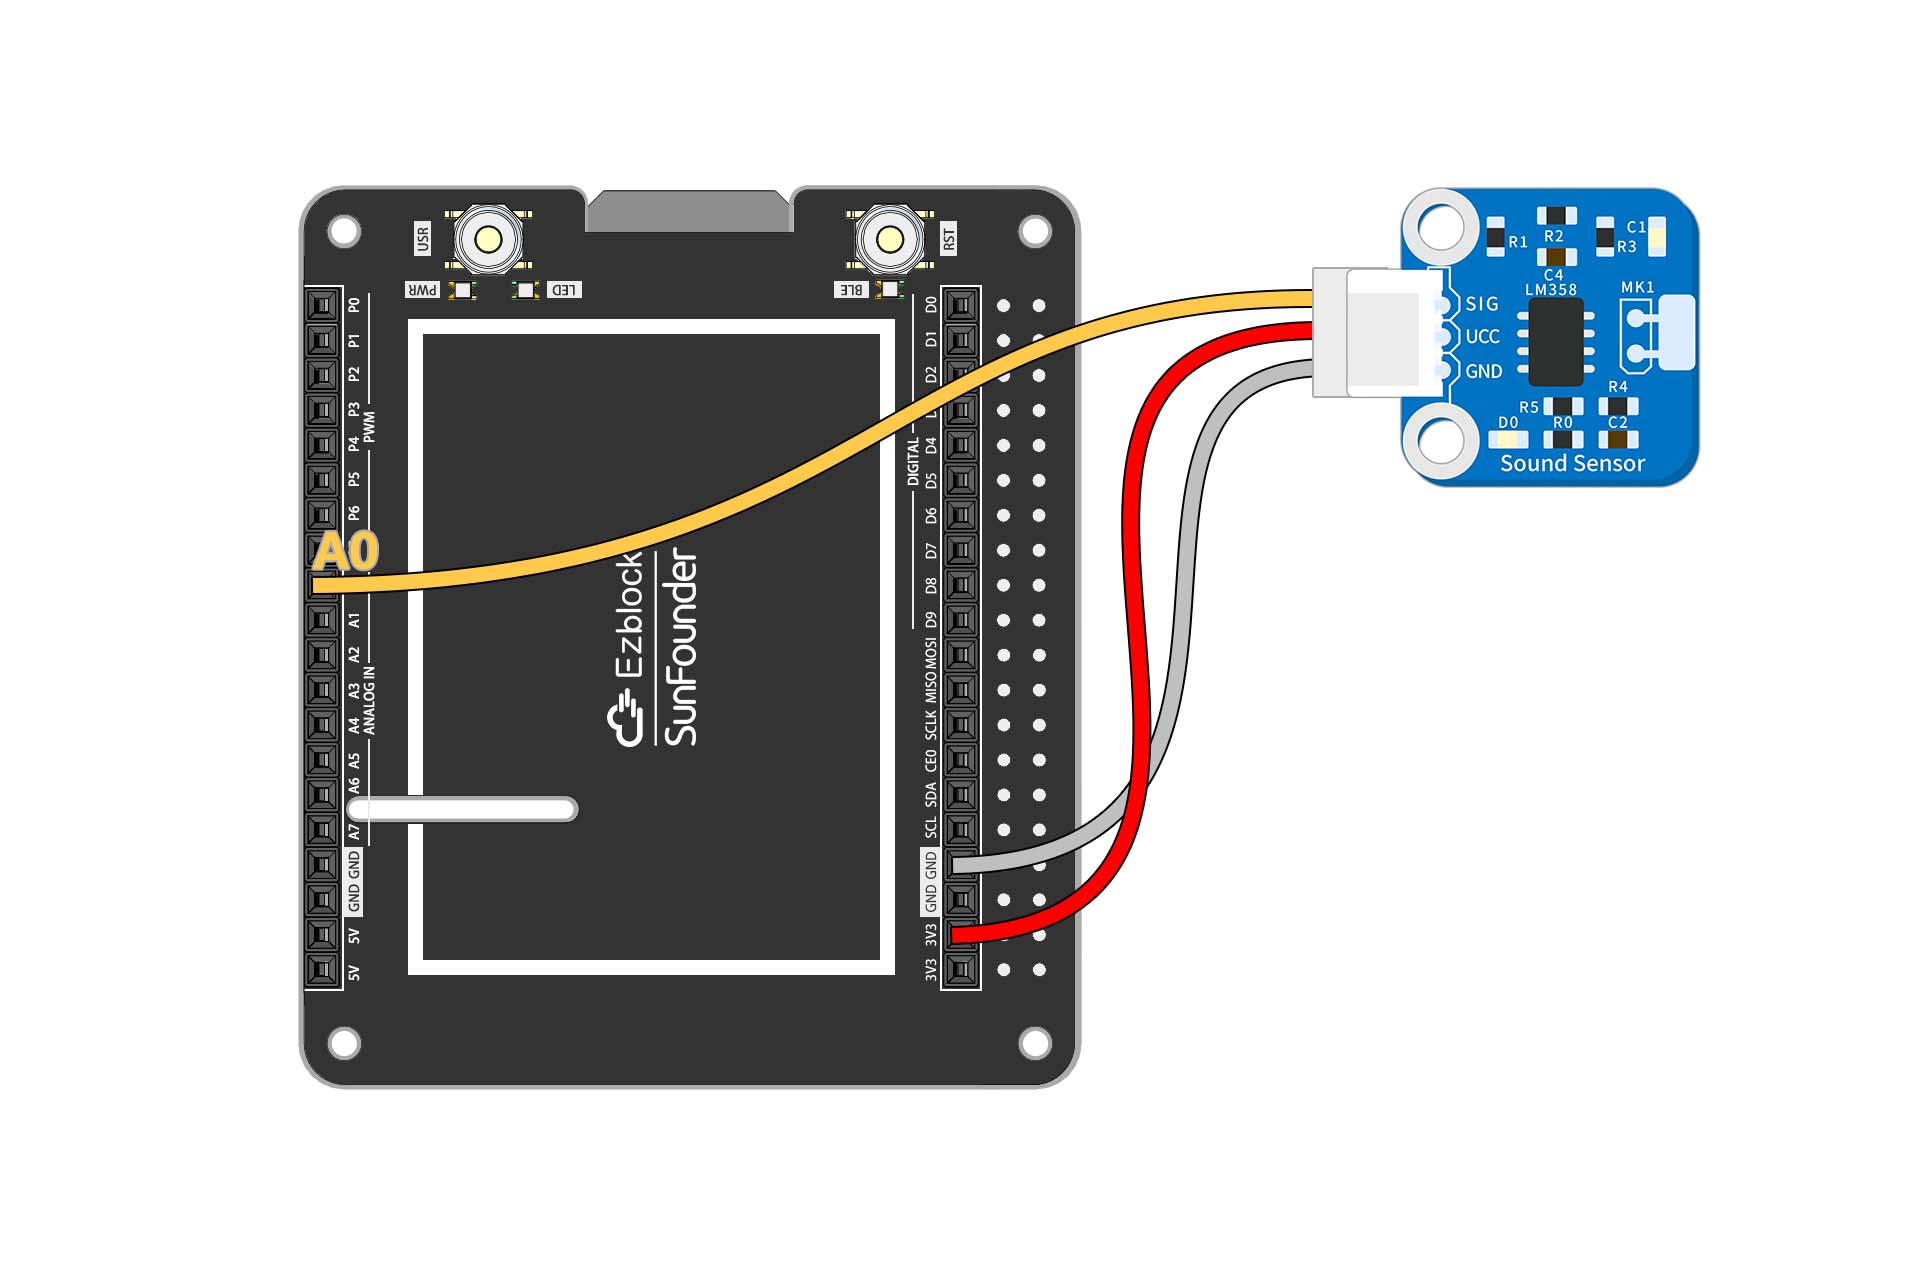 USR
RST
PWR
LED
BLE
P0
P1
P2
P3
P4
P5
P6
PWM
A0
A1
A2
A3
A4
A5
A6
A7
ANALOG IN
GND
GND
5V
5V
Ezblock
SunFounder
D0
D1
D2
D4
D5
D6
D7
D8
D9
DIGITAL
MOSI
MISO
SCLK
CE0
SDA
SCL
GND
GND
3V3
3V3
R1
R2
C4
LM358
R3
C1
MK1
SIG
UCC
GND
R4
R5
D0
R0
C2
Sound Sensor